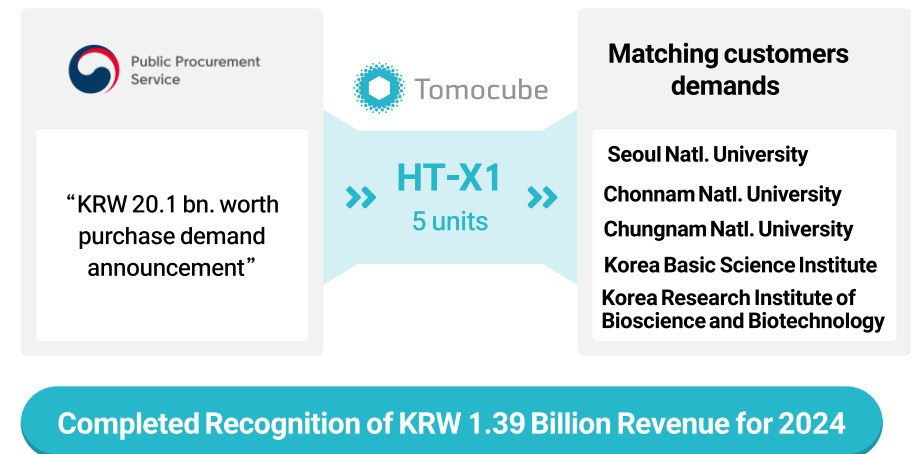 Public Procurement
Service
“KRW 20.1 bn. worth
purchase demand
announcement”
Tomocube
HT-X1
5 units
Matching customers
demands
Seoul Natl. University
Chonnam Natl. University
Chungnam Natl. University
Korea Basic Science Institute
Korea Research Institute of
Bioscience and Biotechnology
Completed Recognition of KRW 1.39 Billion Revenue for 2024